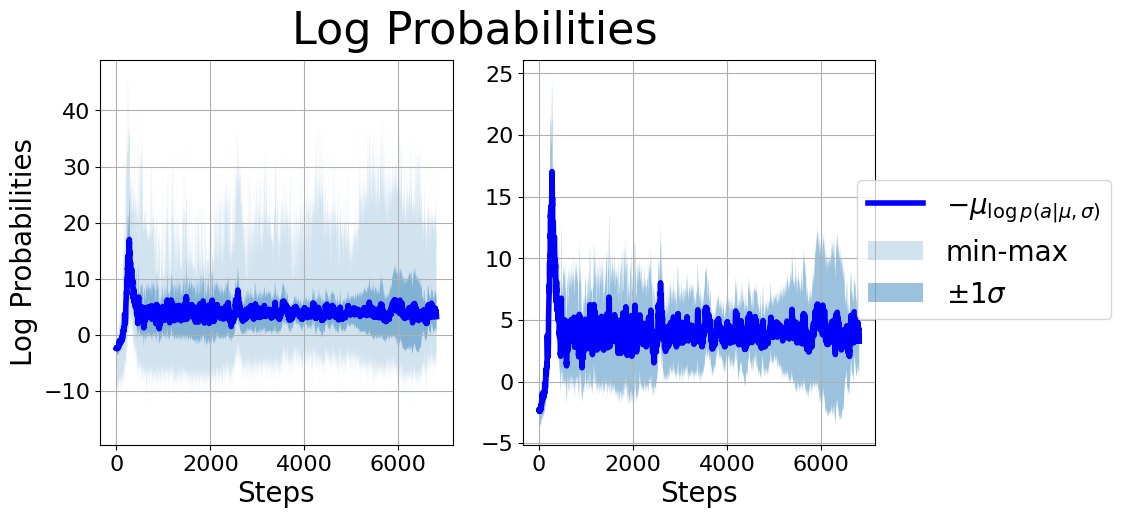 Log Probabilities
Log Probabilities
40
30
20
10
0
−10
0 2000 4000 6000
Steps
25
20
15
10
5
0
−5
0 2000 4000 6000
Steps
−μ_{log p(a|μ, σ)}
min-max
±1σ